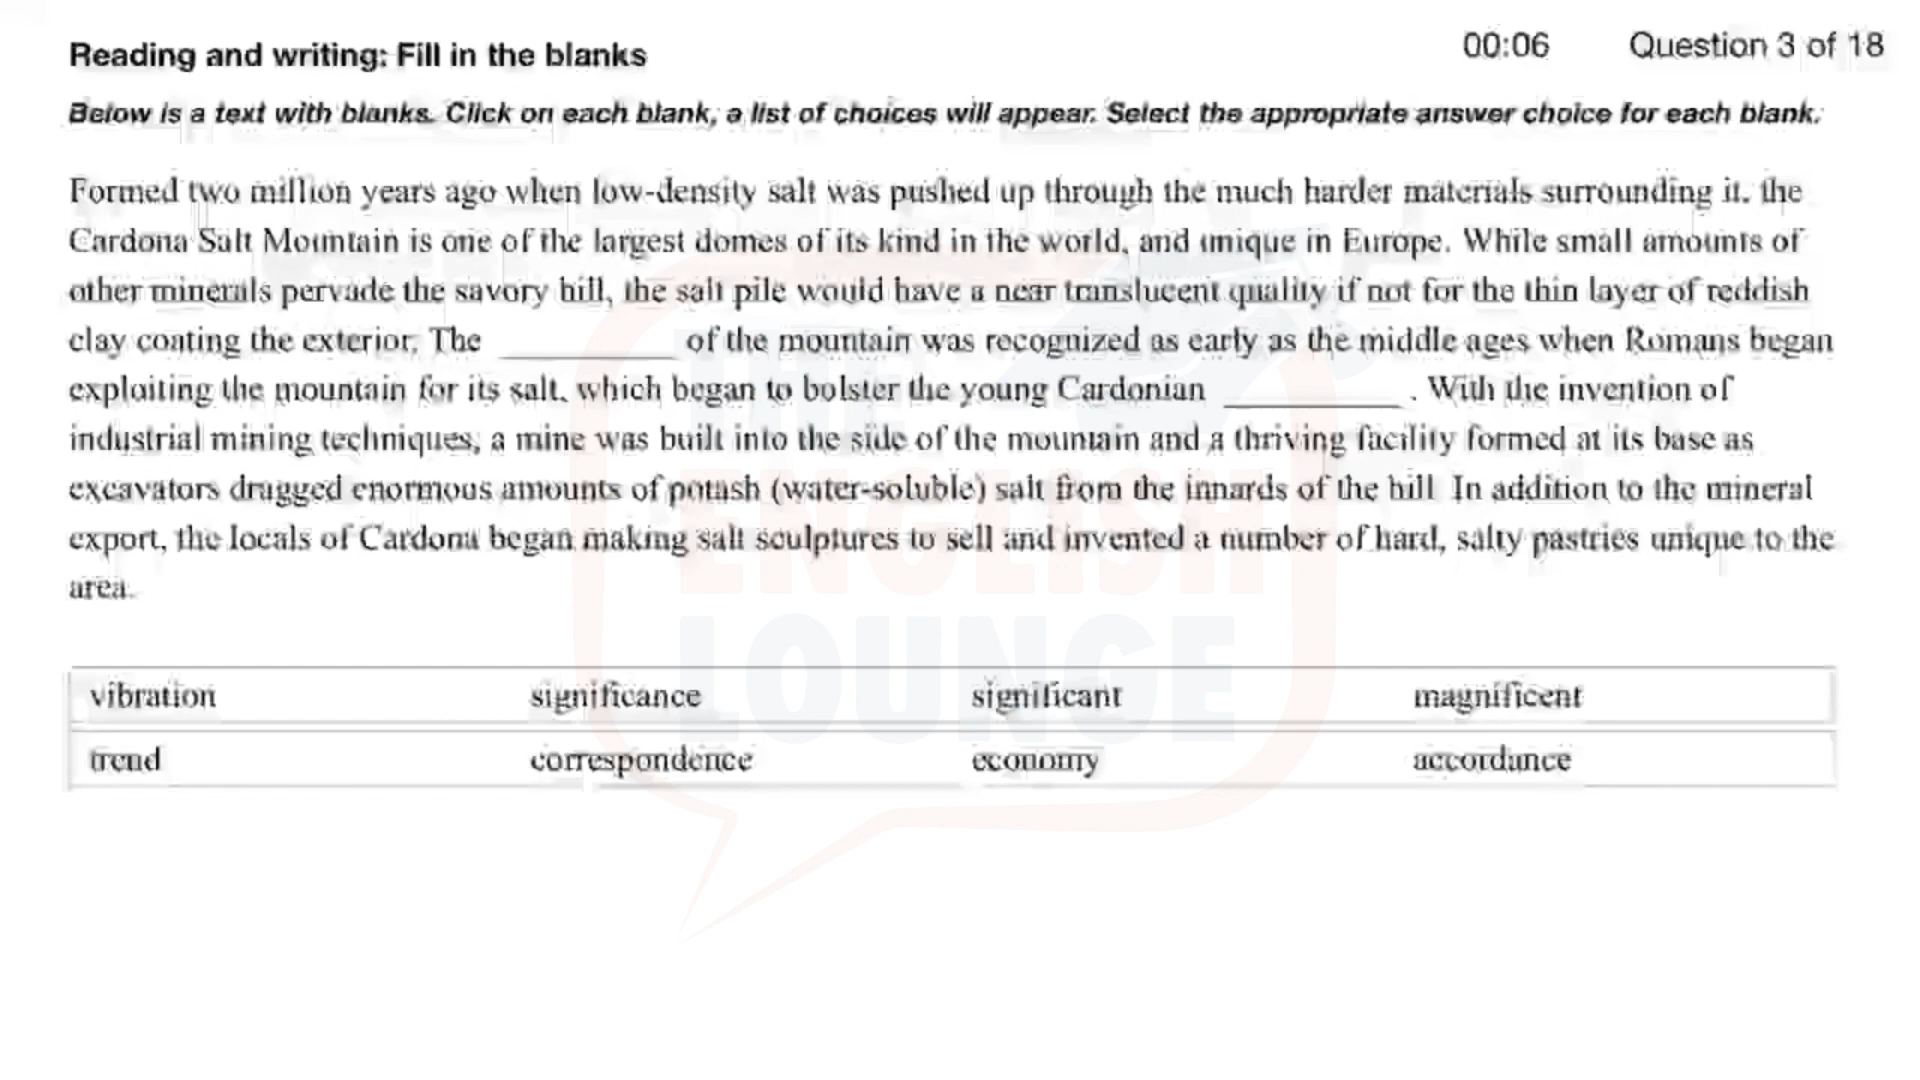 Reading and writing: Fill in the blanks
00:06 Question 3 of 18
Below is a text with blanks. Click on each blank, a list of choices will appear. Select the appropriate answer choice for each blank.
Formed two million years ago when low-density salt was pushed up through the much harder materials surrounding it, the
Cardona Salt Mountain is one of the largest domes of its kind in the world, and unique in Europe. While small amounts of
other minerals pervade the savory hill, the salt pile would have a near translucent quality if not for the thin layer of reddish
clay coating the exterior. The __________ of the mountain was recognized as early as the middle ages when Romans began
exploiting the mountain for its salt, which began to bolster the young Cardonian __________ . With the invention of
industrial mining techniques, a mine was built into the side of the mountain and a thriving facility formed at its base as
excavators dragged enormous amounts of potash (water-soluble) salt from the innards of the hill In addition to the mineral
export, the locals of Cardona began making salt sculptures to sell and invented a number of hard, salty pastries unique to the
area.
ENGLISH
LOUNGE
vibration significance significant magnificent
trend correspondence economy accordance